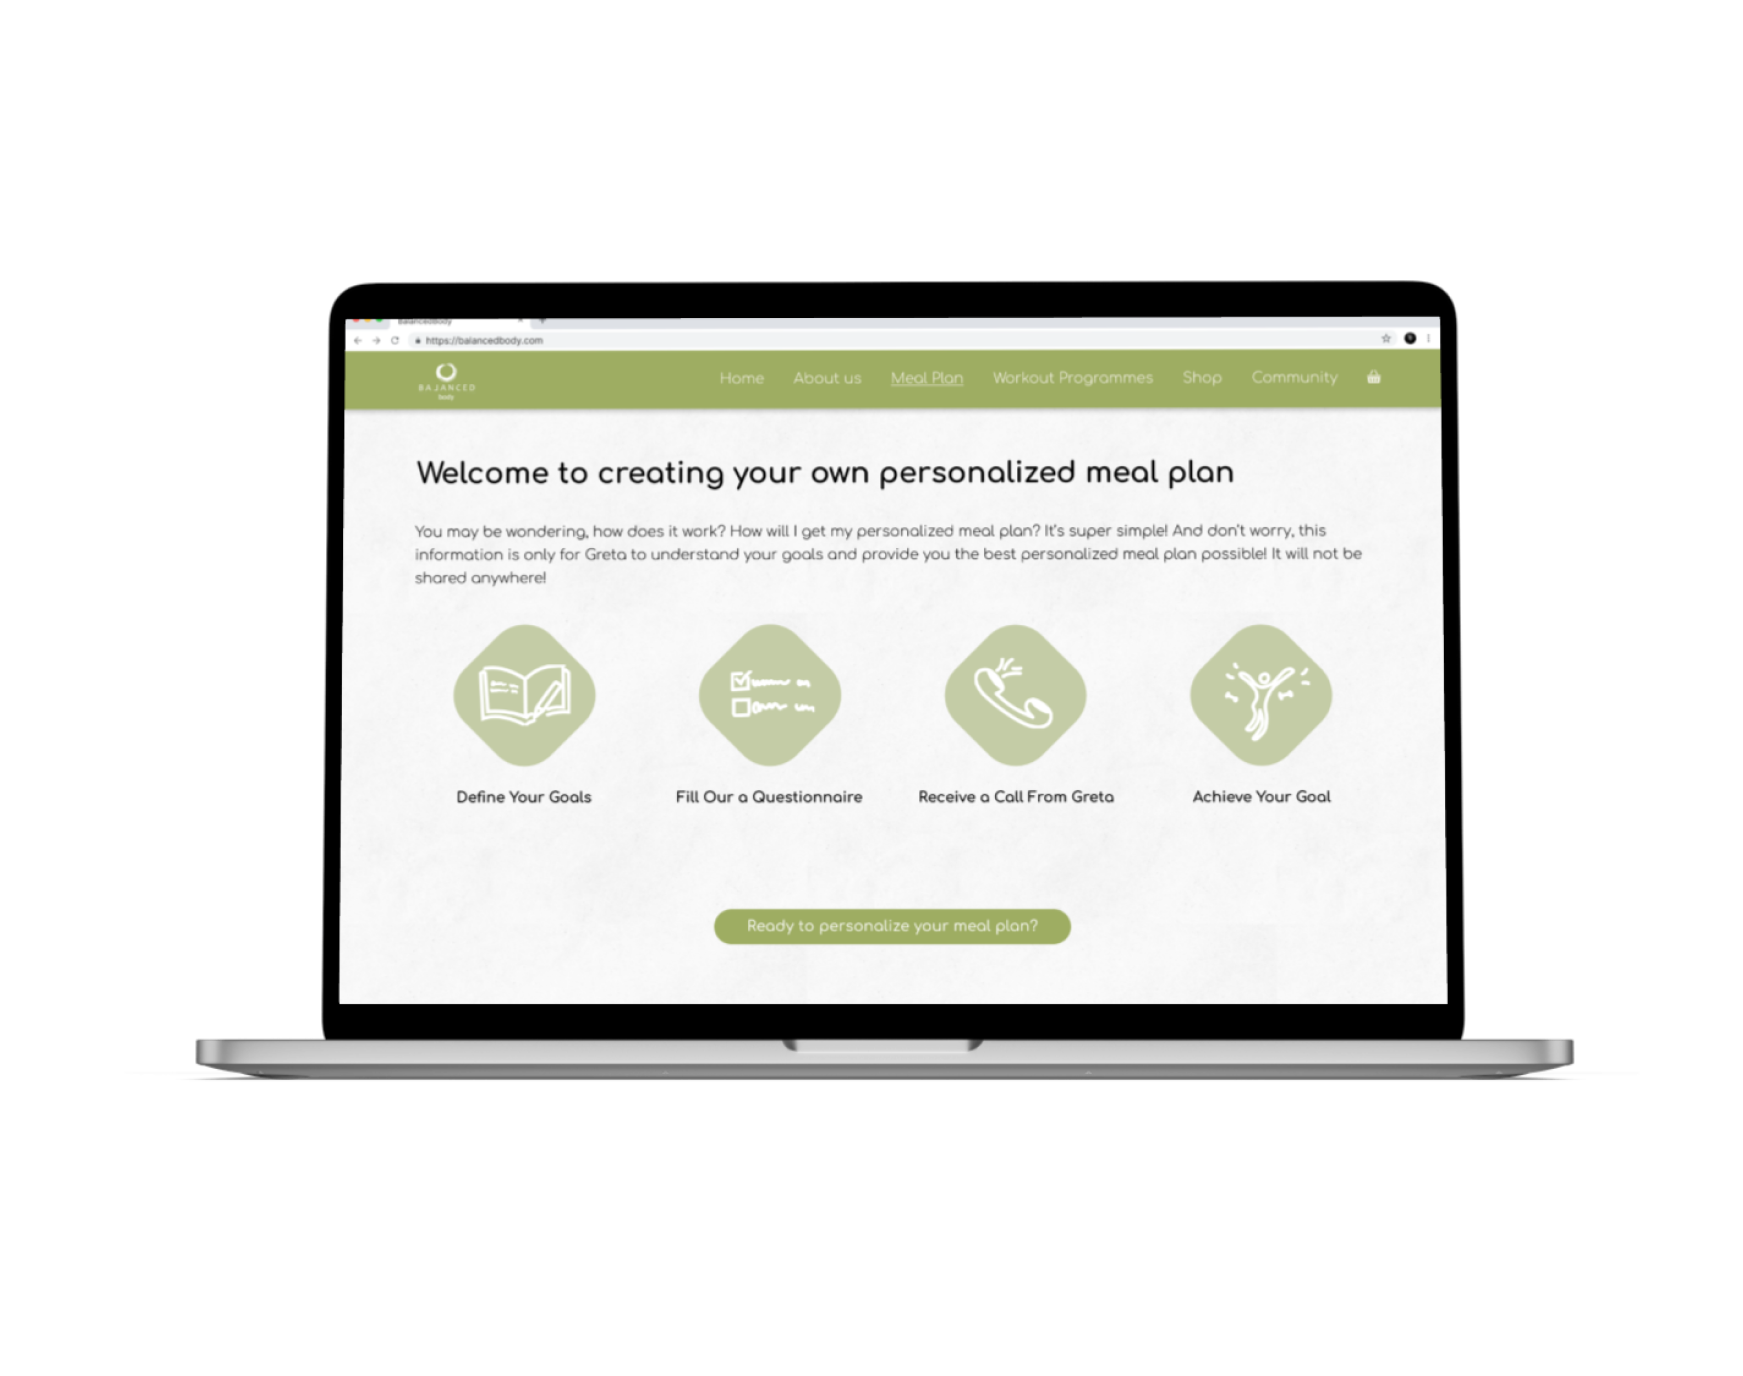 BalancedBody
https://balancedbody.com
BALANCED
body
Home About us Meal Plan Workout Programmes Shop Community
Welcome to creating your own personalized meal plan
You may be wondering, how does it work? How will I get my personalized meal plan? It's super simple! And don't worry, this
information is only for Greta to understand your goals and provide you the best personalized meal plan possible! It will not be
shared anywhere!
Define Your Goals Fill Our a Questionnaire Receive a Call From Greta Achieve Your Goal
Ready to personalize your meal plan?